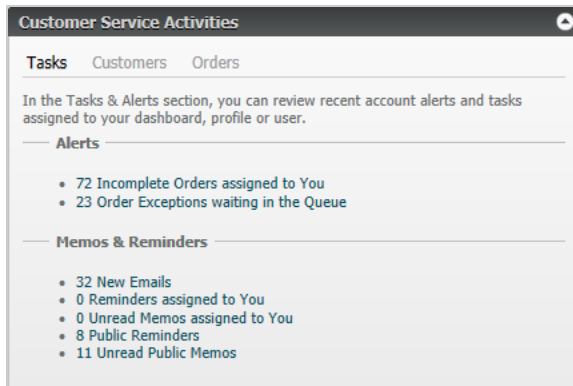 Customer Service Activities
Tasks Customers Orders
In the Tasks & Alerts section, you can review recent account alerts and tasks
assigned to your dashboard, profile or user.
Alerts
72 Incomplete Orders assigned to You
23 Order Exceptions waiting in the Queue
Memos & Reminders
32 New Emails
0 Reminders assigned to You
0 Unread Memos assigned to You
8 Public Reminders
11 Unread Public Memos